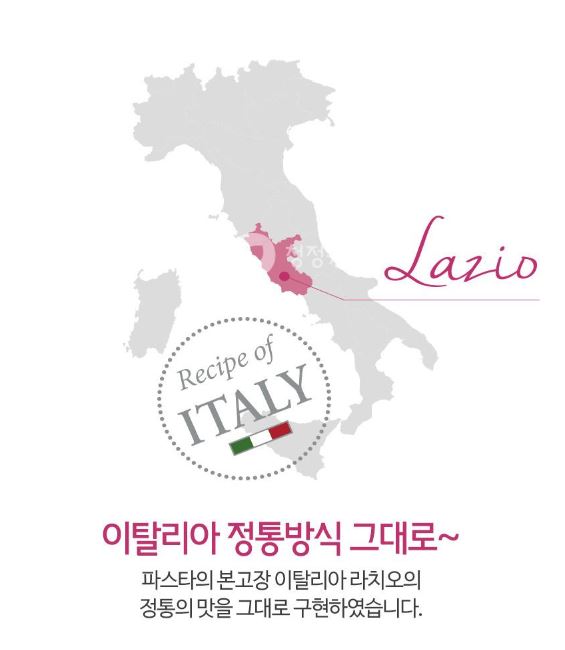 청정
Lazio
Recipe of
ITALY
이탈리아 정통방식 그대로~
파스타의 본고장 이탈리아 라치오의
정통의 맛을 그대로 구현하였습니다.